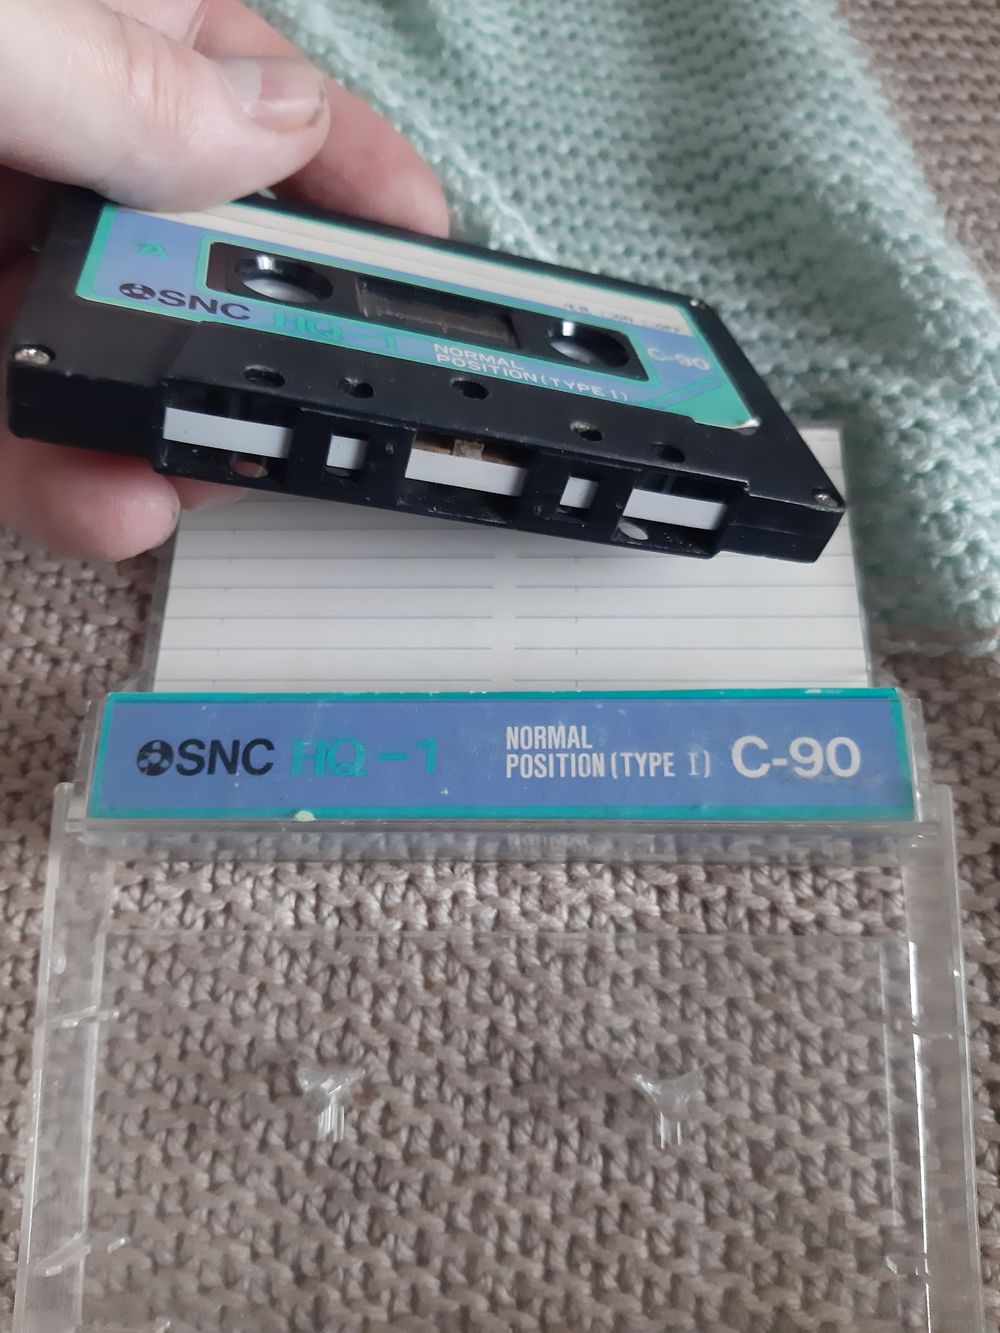 A
SNC HQ-1
NORMAL
POSITION (TYPE I)
C-90
SNC HQ-1
NORMAL
POSITION (TYPE I)
C-90